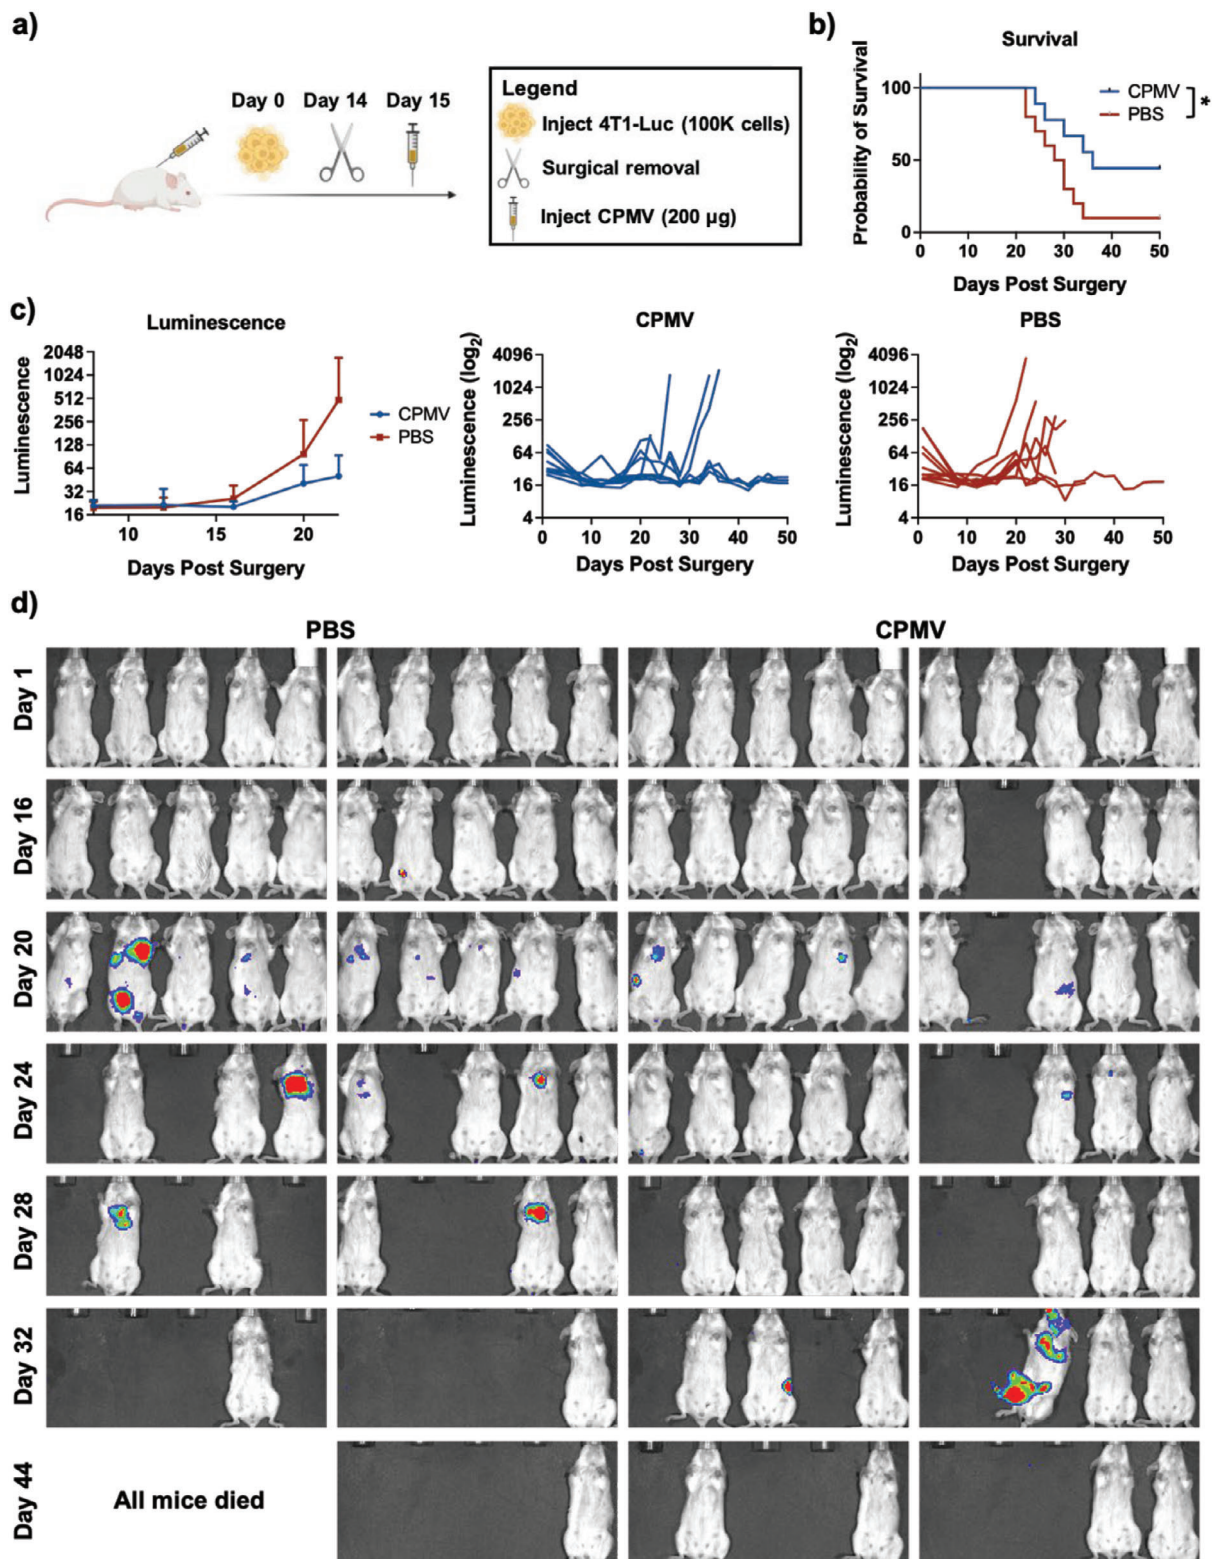 a)
Day 0 Day 14 Day 15
Legend
Inject 4T1-Luc (100K cells)
Surgical removal
Inject CPMV (200 µg)
b)
Survival
Probability of Survival
100
50
0
0 10 20 30 40 50
Days Post Surgery
CPMV
PBS
*
c)
Luminescence
Luminescence
2048
1024
512
256
128
64
32
16
10 15 20
Days Post Surgery
CPMV
PBS
CPMV
Luminescence (log2)
4096
1024
256
64
16
4
0 10 20 30 40 50
Days Post Surgery
PBS
Luminescence (log2)
4096
1024
256
64
16
4
0 10 20 30 40 50
Days Post Surgery
d)
PBS CPMV
Day 1
Day 16
Day 20
Day 24
Day 28
Day 32
Day 44
All mice died